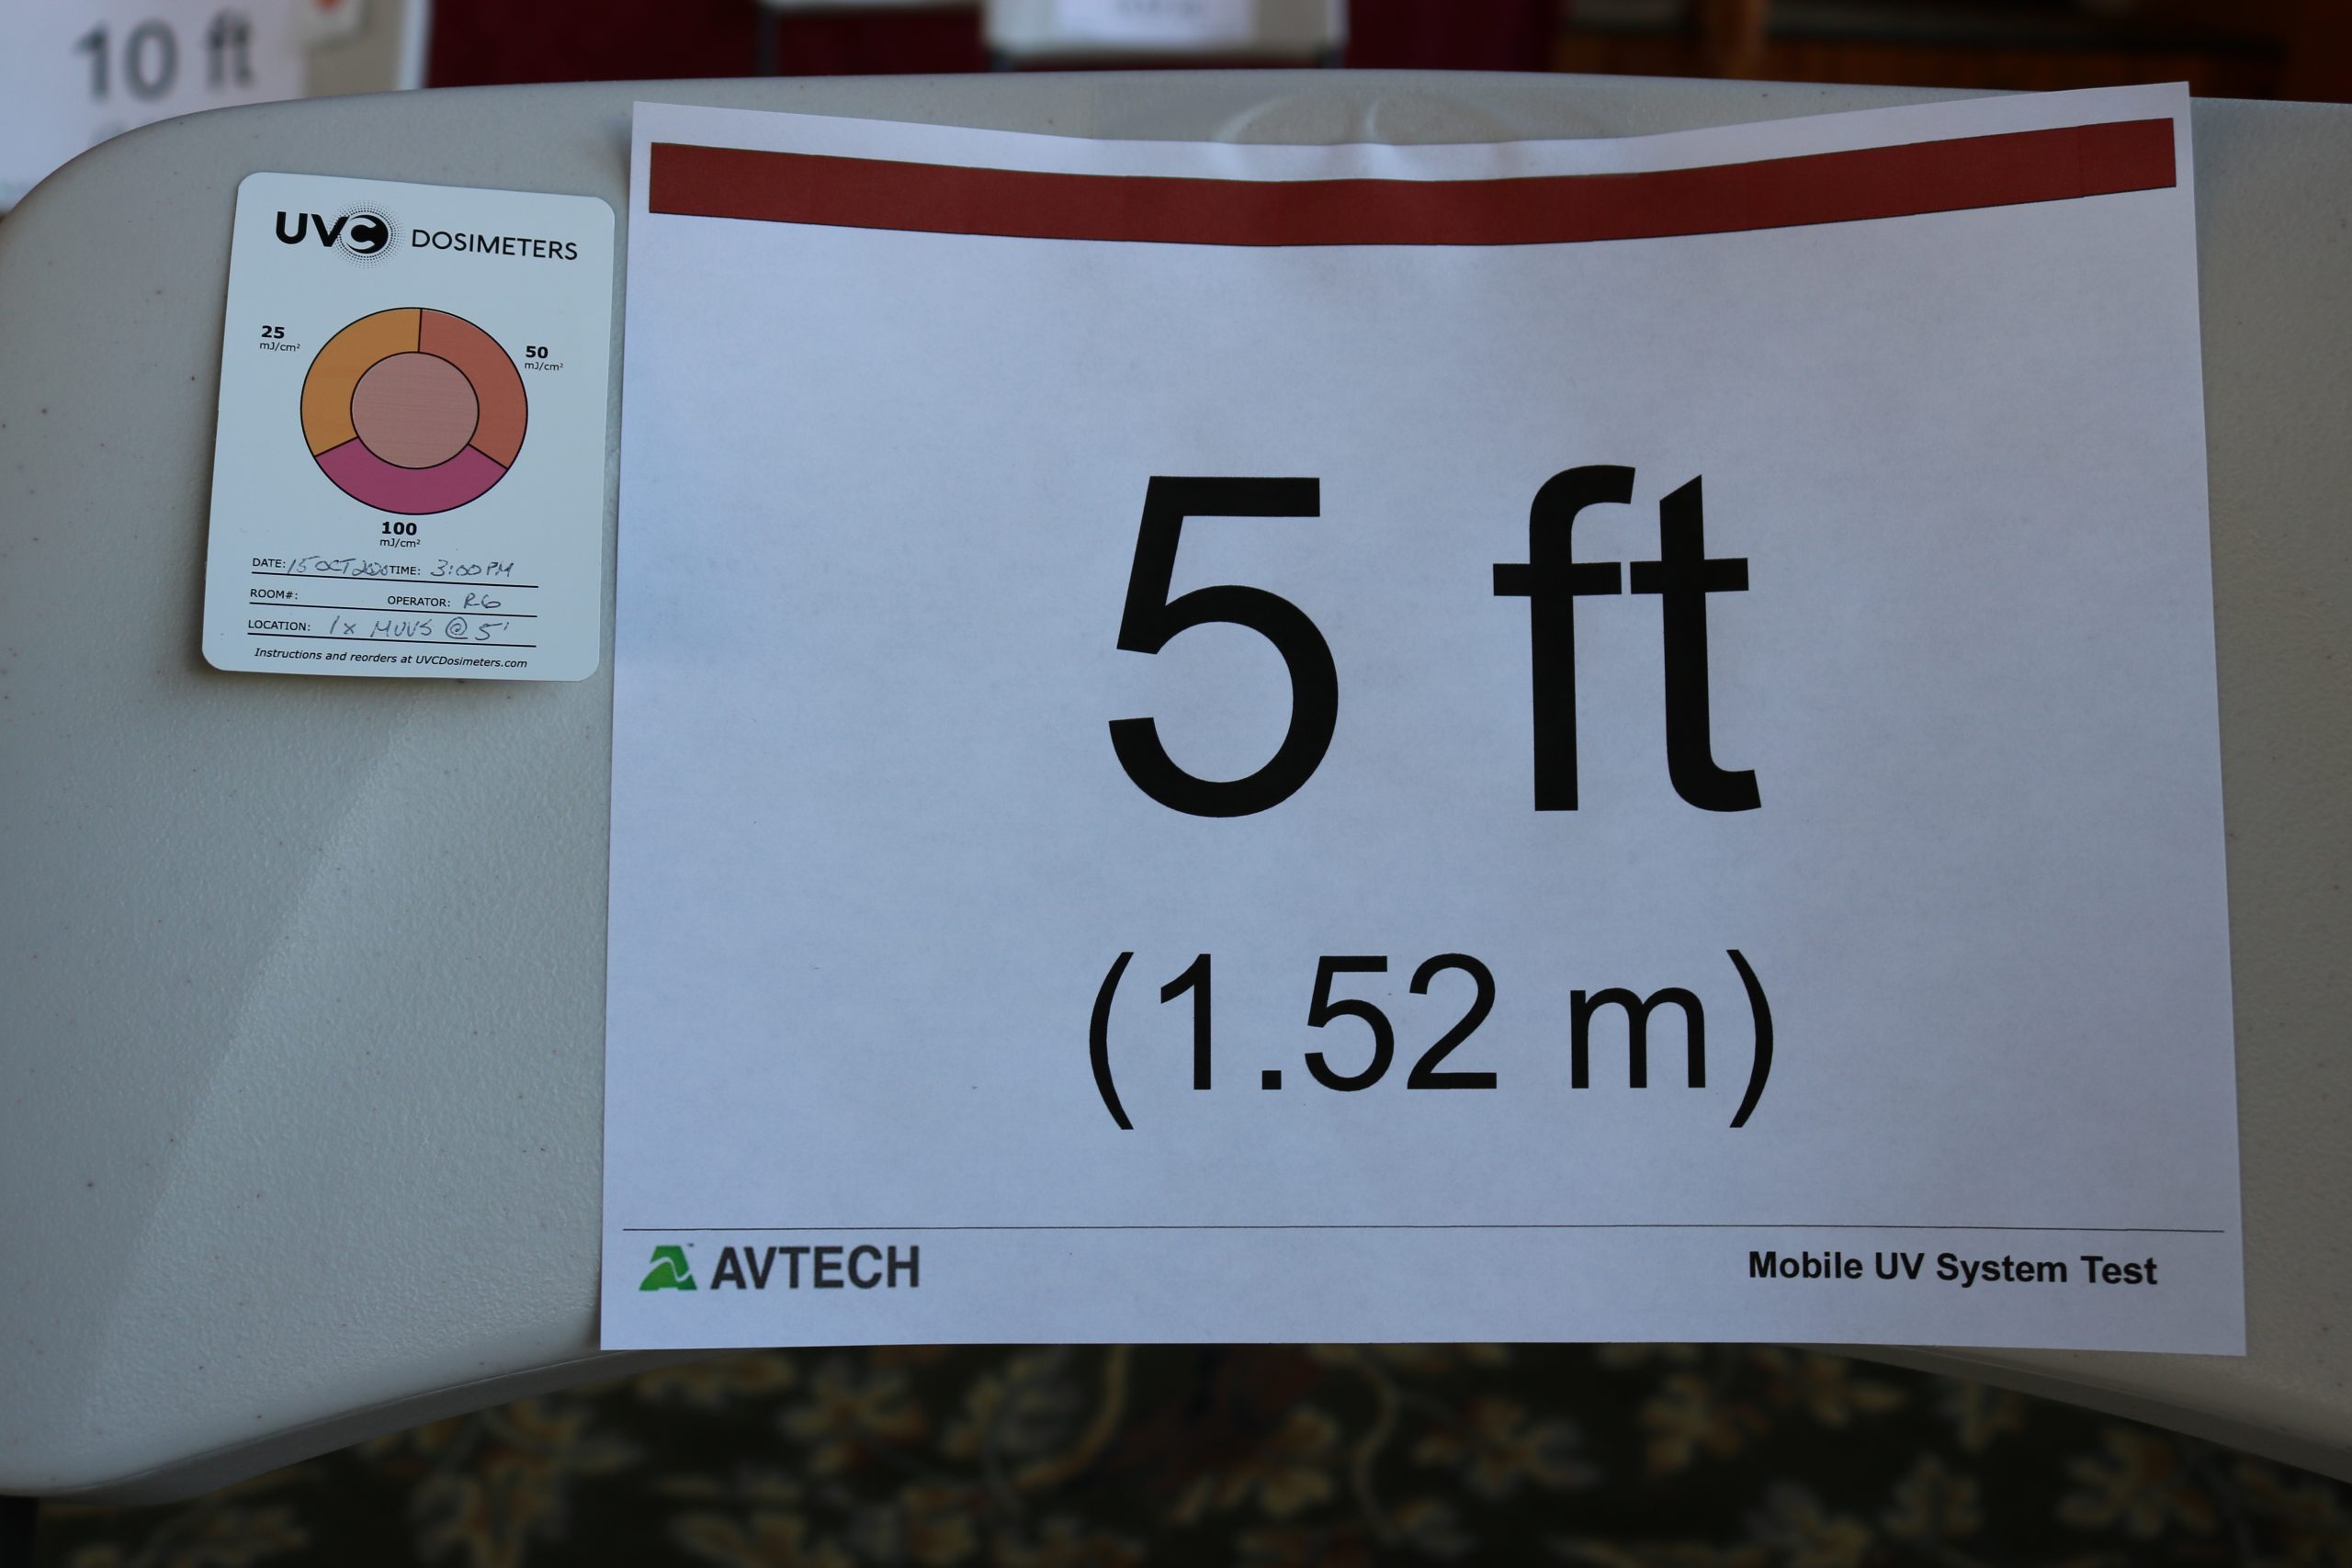 10 ft
UVC DOSIMETERS
25
mJ/cm²
50
mJ/cm²
100
mJ/cm²
DATE: 15 OCT 2020 TIME: 3:00 PM
ROOM#: OPERATOR: RG
LOCATION: 1x MUVS @ 5'
Instructions and reorders at UVCDosimeters.com
5 ft
(1.52 m)
AVTECH
Mobile UV System Test